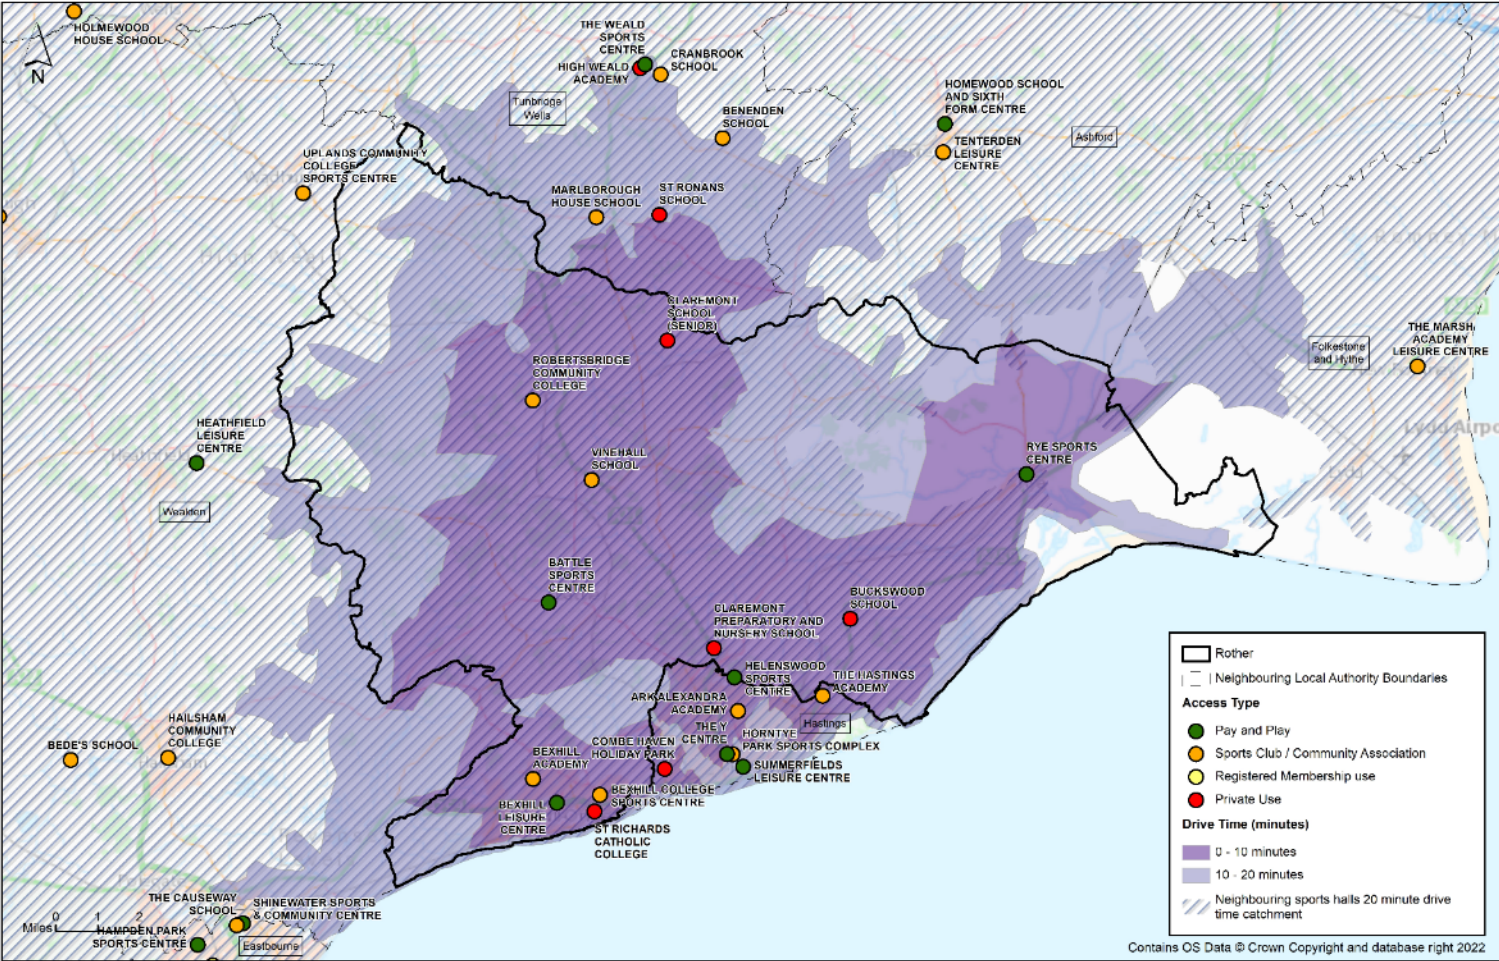 HOLMEWOOD
HOUSE SCHOOL
N
THE WEALD
SPORTS
CENTRE
HIGH WEALD
ACADEMY
CRANBROOK
SCHOOL
Tunbridge
Wells
BENENDEN
SCHOOL
HOMEWOOD SCHOOL
AND SIXTH
FORM CENTRE
TENTERDEN
LEISURE
CENTRE
Ashford
UPLANDS COMMUNITY
COLLEGE
SPORTS CENTRE
MARLBOROUGH
HOUSE SCHOOL
ST RONANS
SCHOOL
CLAREMONT
SCHOOL
(SENIOR)
ROBERTSBRIDGE
COMMUNITY
COLLEGE
THE MARSH
ACADEMY
LEISURE CENTRE
Folkestone
and Hythe
HEATHFIELD
LEISURE
CENTRE
Lydd Airpo
VINEHALL
SCHOOL
RYE SPORTS
CENTRE
Wealden
BATTLE
SPORTS
CENTRE
BUCKSWOOD
SCHOOL
CLAREMONT
PREPARATORY AND
NURSERY SCHOOL
HELENSWOOD
SPORTS
CENTRE
THE HASTINGS
ACADEMY
ARK ALEXANDRA
ACADEMY
Hastings
THE Y
CENTRE
HORNTYE
PARK SPORTS COMPLEX
SUMMERFIELDS
LEISURE CENTRE
COMBE HAVEN
HOLIDAY PARK
BEXHILL
ACADEMY
BEXHILL COLLEGE
SPORTS CENTRE
BEXHILL
LEISURE
CENTRE
ST RICHARDS
CATHOLIC
COLLEGE
BEDE'S SCHOOL
HAILSHAM
COMMUNITY
COLLEGE
THE CAUSEWAY
SCHOOL
SHINEWATER SPORTS
& COMMUNITY CENTRE
HAMPDEN PARK
SPORTS CENTRE
Eastbourne
0 1 2
Miles
Rother
Neighbouring Local Authority Boundaries
Access Type
Pay and Play
Sports Club / Community Association
Registered Membership use
Private Use
Drive Time (minutes)
0 - 10 minutes
10 - 20 minutes
Neighbouring sports halls 20 minute drive
time catchment
Contains OS Data © Crown Copyright and database right 2022